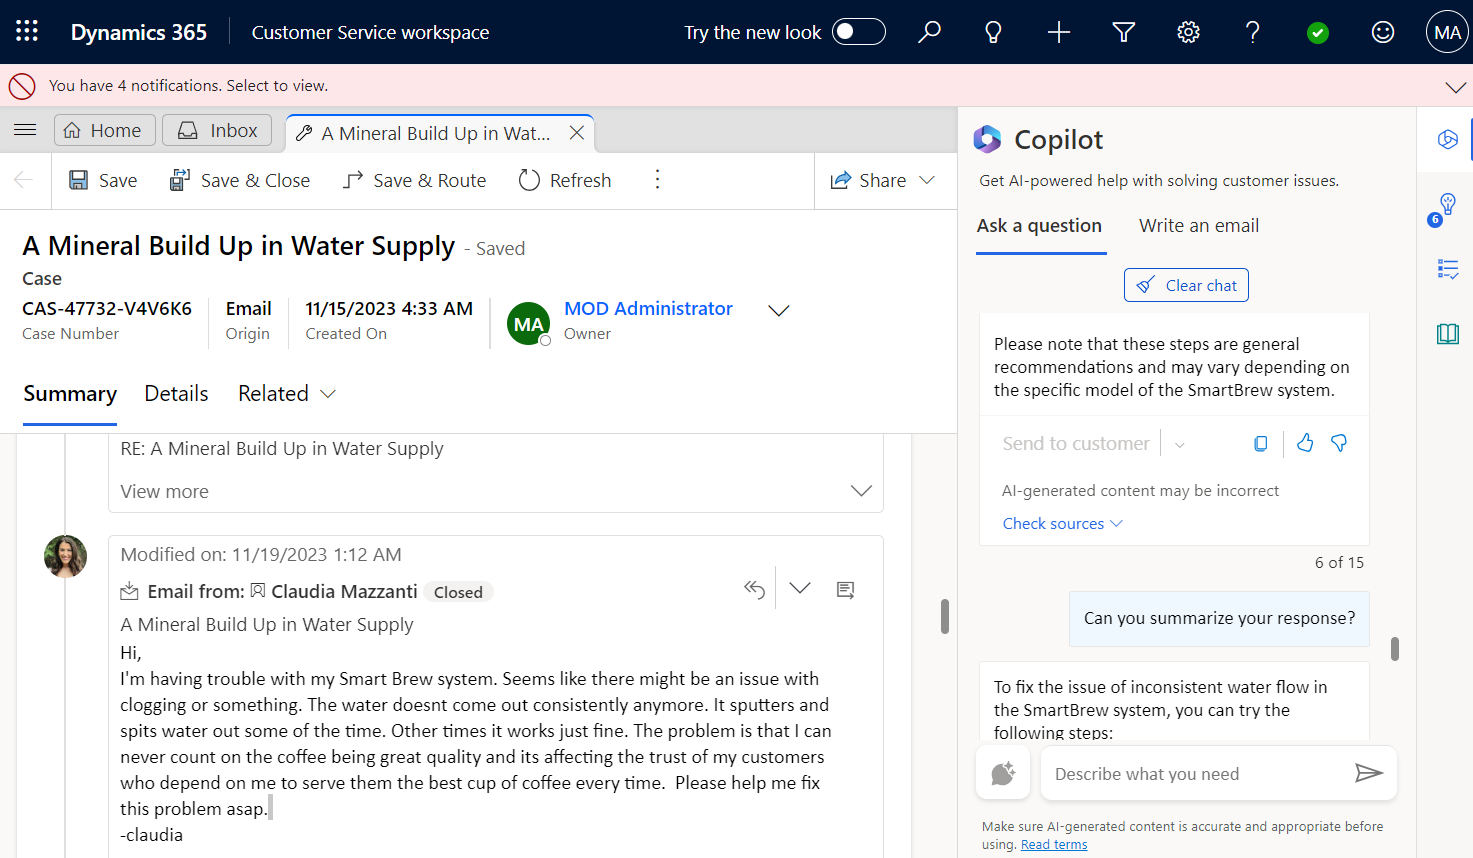 Dynamics 365
Customer Service workspace
Try the new look
MA
You have 4 notifications. Select to view.
Home
Inbox
A Mineral Build Up in Wat...
Save
Save & Close
Save & Route
Refresh
Share
A Mineral Build Up in Water Supply - Saved
Case
CAS-47732-V4V6K6
Case Number
Email
Origin
11/15/2023 4:33 AM
Created On
MA
MOD Administrator
Owner
Summary
Details
Related
RE: A Mineral Build Up in Water Supply
View more
Modified on: 11/19/2023 1:12 AM
Email from: Claudia Mazzanti Closed
A Mineral Build Up in Water Supply
Hi,
I'm having trouble with my Smart Brew system. Seems like there might be an issue with
clogging or something. The water doesnt come out consistently anymore. It sputters and
spits water out some of the time. Other times it works just fine. The problem is that I can
never count on the coffee being great quality and its affecting the trust of my customers
who depend on me to serve them the best cup of coffee every time.  Please help me fix
this problem asap.
-claudia
Copilot
Get AI-powered help with solving customer issues.
Ask a question
Write an email
Clear chat
Please note that these steps are general
recommendations and may vary depending on
the specific model of the SmartBrew system.
Send to customer
AI-generated content may be incorrect
Check sources
6 of 15
Can you summarize your response?
To fix the issue of inconsistent water flow in
the SmartBrew system, you can try the
following steps:
Describe what you need
Make sure AI-generated content is accurate and appropriate before
using. Read terms
6